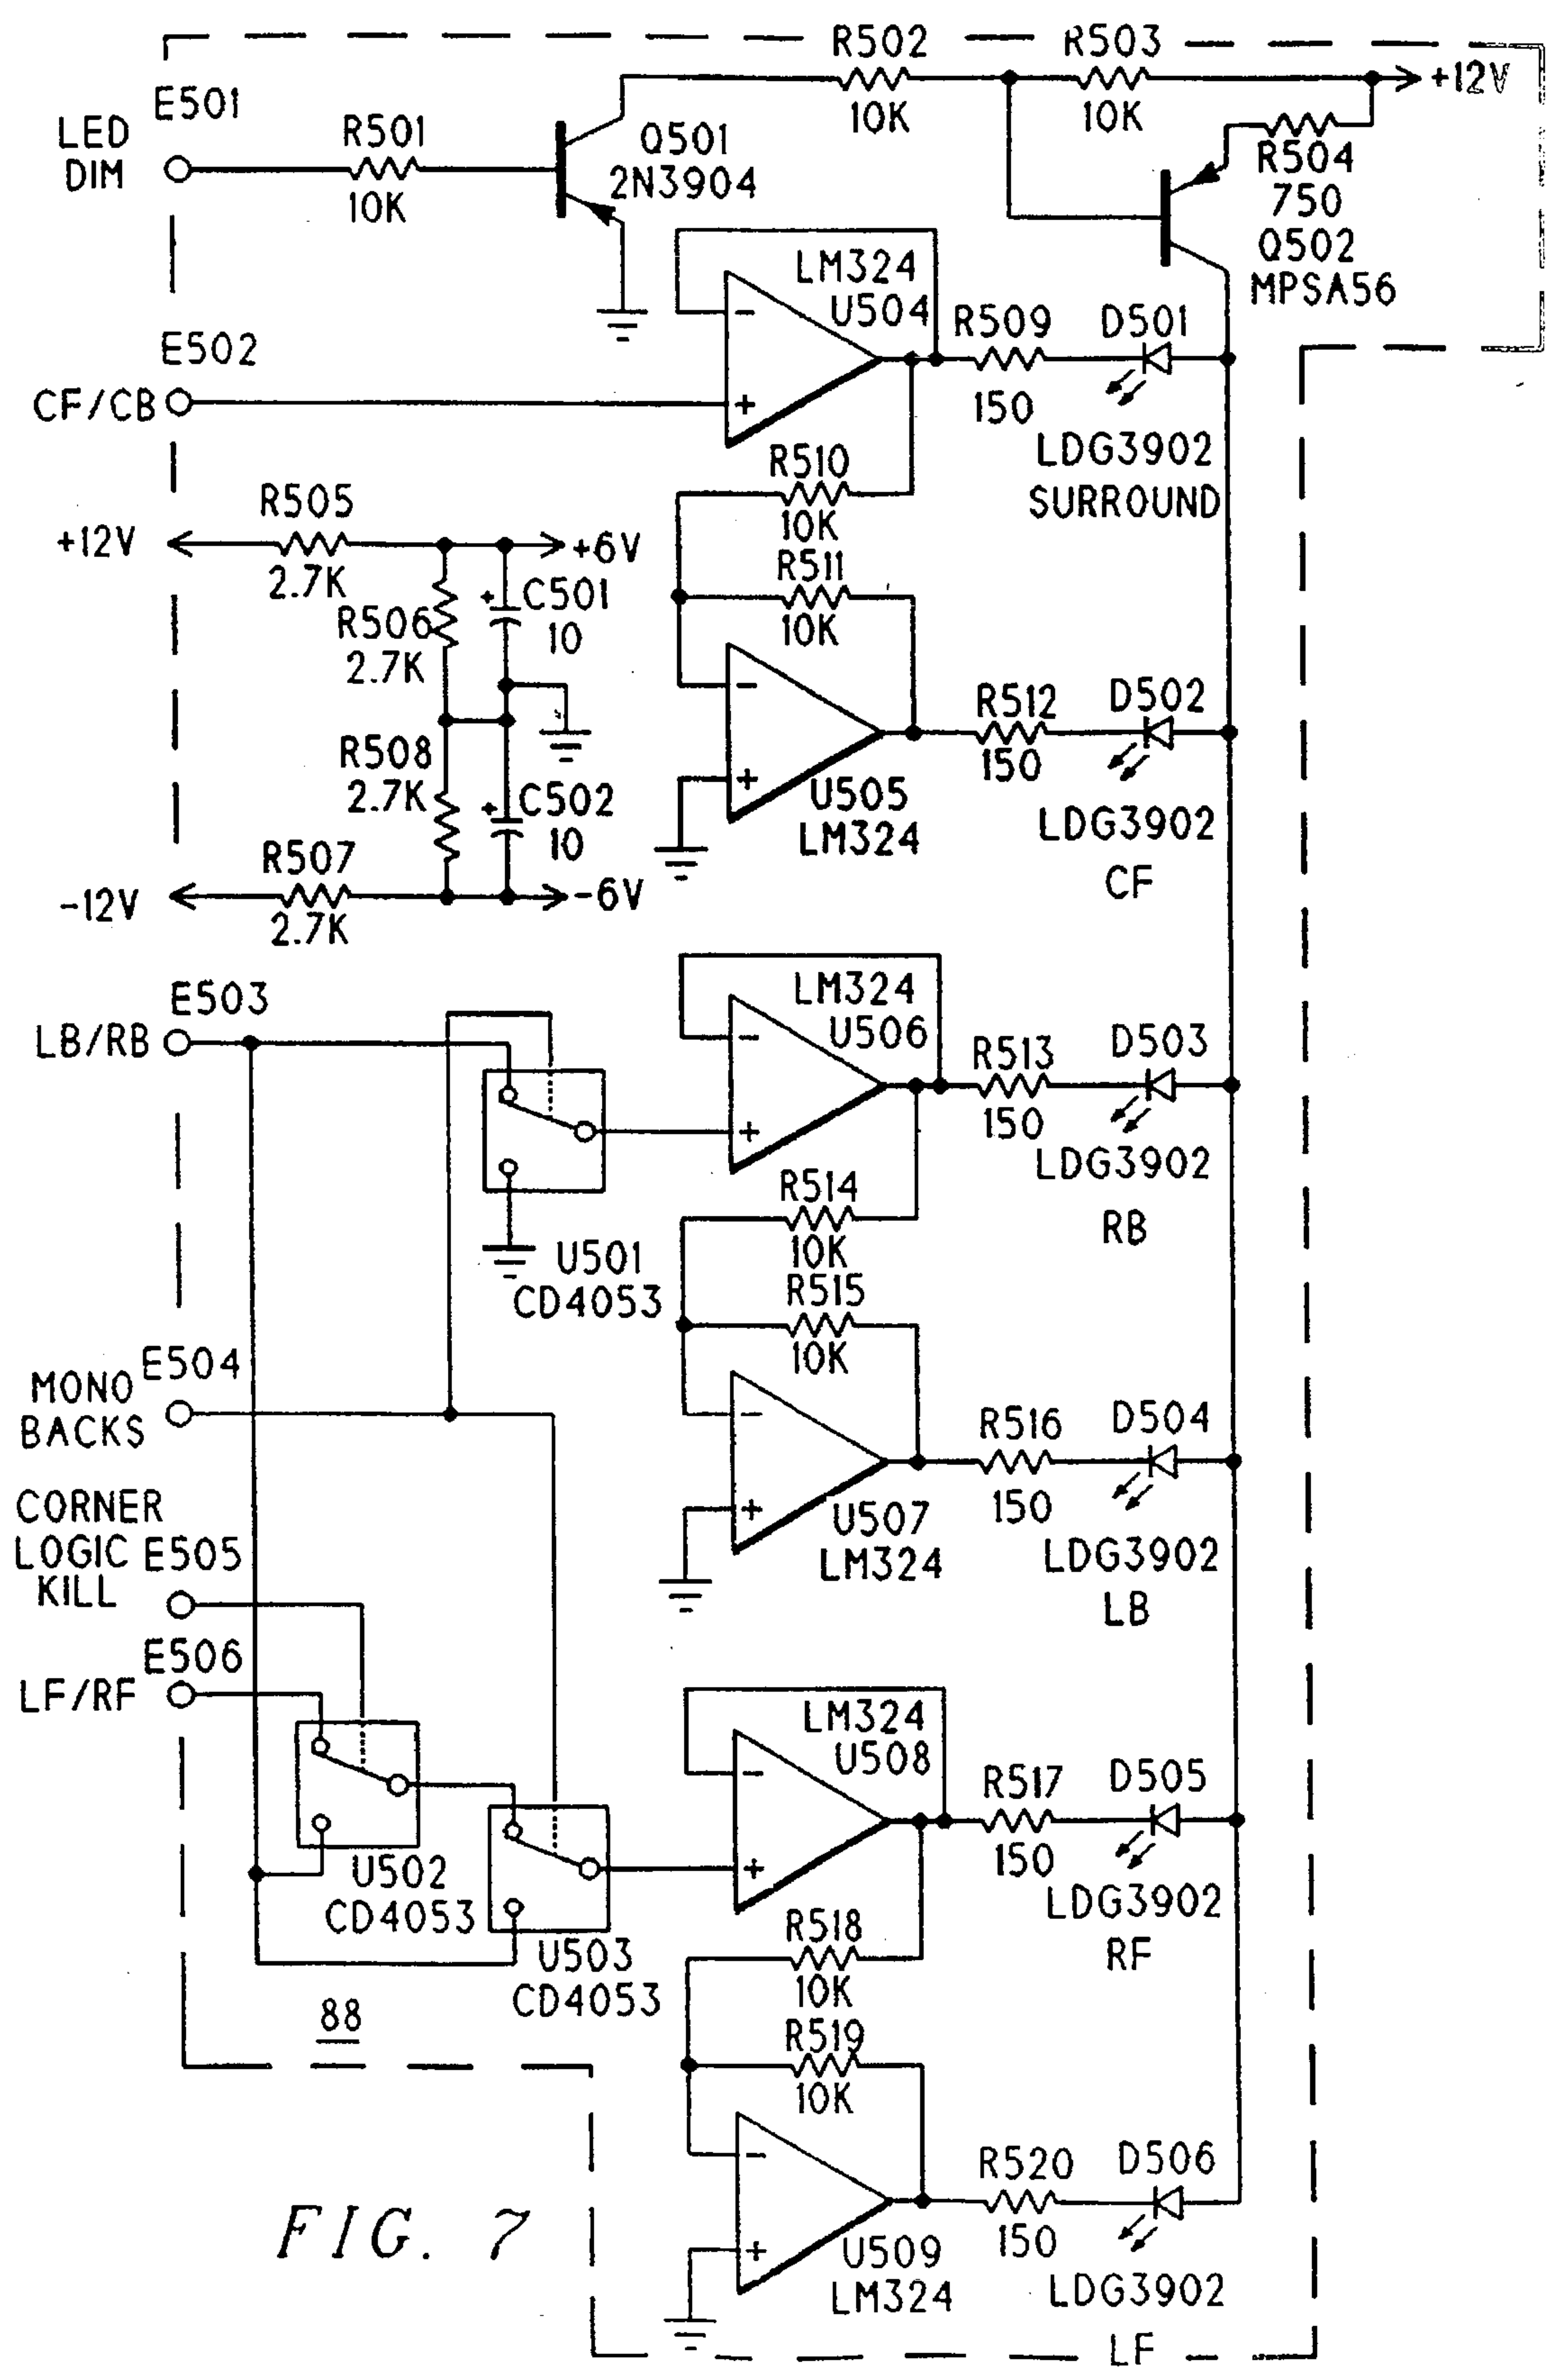 R502
R503
+12V
E501
LED
DIM
R501
10K
Q501
2N3904
10K
10K
R504
750
Q502
MPSA56
E502
CF/CB
LM324
U504
-
+
R509
150
D501
LDG3902
SURROUND
R510
10K
R511
10K
+12V
R505
2.7K
+6V
R506
2.7K
+
C501
10
R508
2.7K
+
C502
10
-12V
R507
2.7K
-6V
-
+
U505
LM324
R512
150
D502
LDG3902
CF
E503
LB/RB
LM324
U506
-
+
R513
150
D503
LDG3902
RB
U501
CD4053
R514
10K
R515
10K
E504
MONO
BACKS
-
+
U507
LM324
R516
150
D504
LDG3902
LB
CORNER
LOGIC E505
KILL
E506
LF/RF
LM324
U508
-
+
R517
150
D505
LDG3902
RF
U502
CD4053
U503
CD4053
R518
10K
R519
10K
88
-
+
U509
LM324
R520
150
D506
LDG3902
LF
FIG. 7